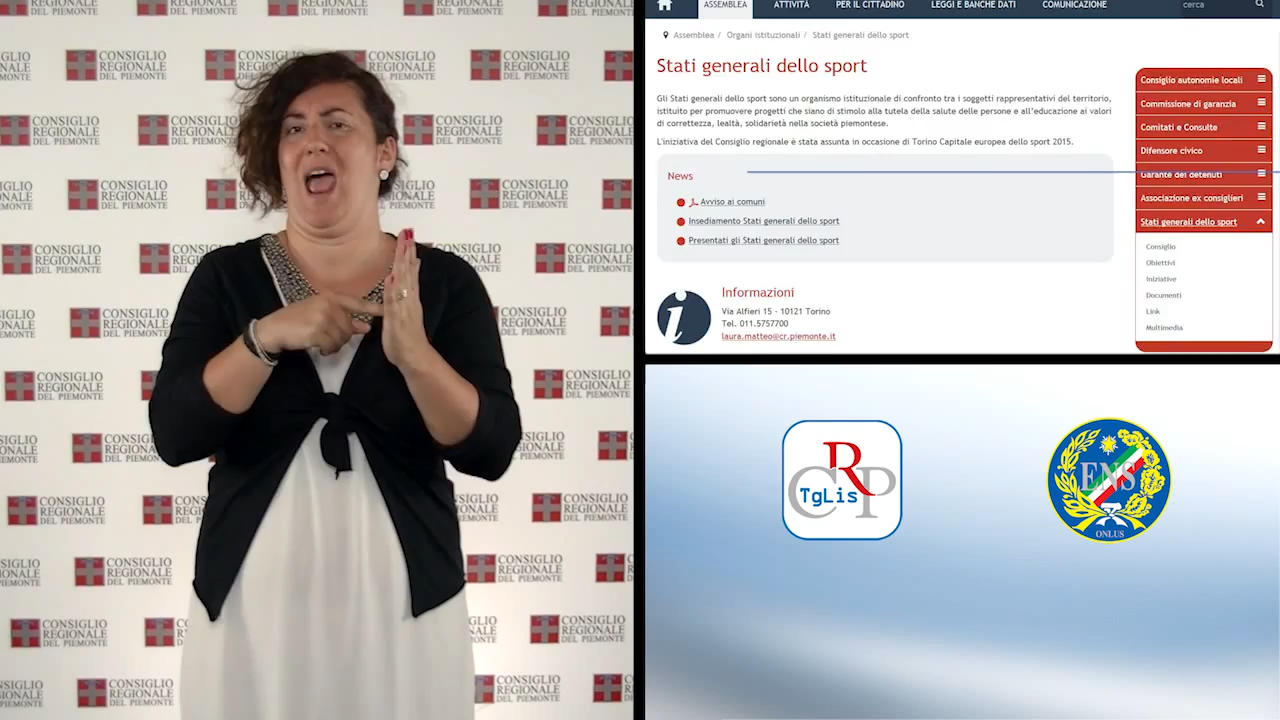 CONSIGLIO
REGIONALE
DEL PIEMONTE
ASSEMBLEA
ATTIVITÀ
PER IL CITTADINO
LEGGI E BANCHE DATI
COMUNICAZIONE
cerca
Assemblea / Organi istituzionali / Stati generali dello sport
Stati generali dello sport
Gli Stati generali dello sport sono un organismo istituzionale di confronto tra i soggetti rappresentativi del territorio,
istituito per promuovere progetti che siano di stimolo alla tutela della salute delle persone e all'educazione ai valori
di correttezza, lealtà, solidarietà nella società piemontese.
L'iniziativa del Consiglio regionale è stata assunta in occasione di Torino Capitale europea dello sport 2015.
News
Avviso ai comuni
Insediamento Stati generali dello sport
Presentati gli Stati generali dello sport
Informazioni
Via Alfieri 15 - 10121 Torino
Tel. 011.5757700
laura.matteo@cr.piemonte.it
Consiglio autonomie locali
Commissione di garanzia
Comitati e Consulte
Difensore civico
Garante dei detenuti
Associazione ex consiglieri
Stati generali dello sport
Consiglio
Obiettivi
Iniziative
Documenti
Link
Multimedia
CRP
TgLis
ENS
ONLUS